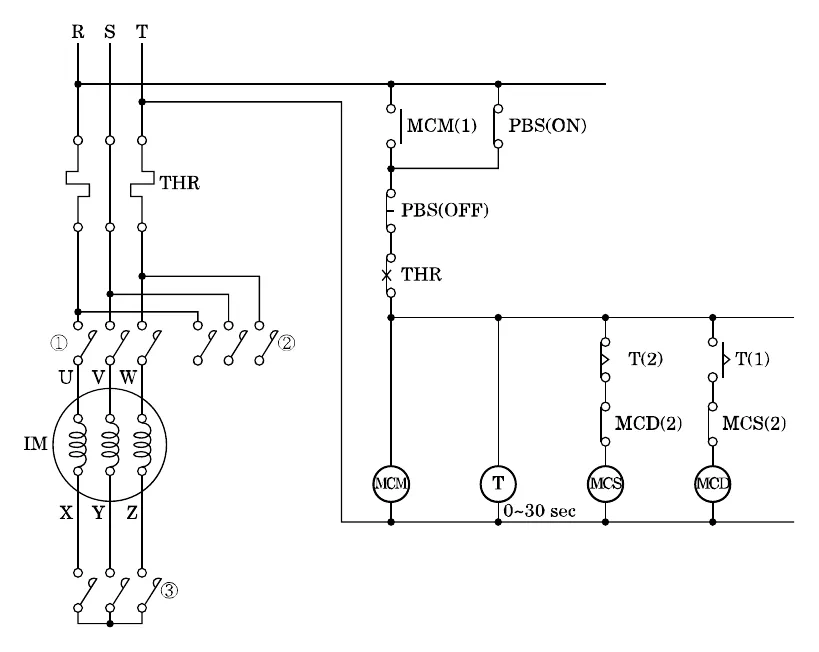 R S T
MCM(1) PBS(ON)
THR
PBS(OFF)
THR
① ②
U V W
T(2) T(1)
MCD(2) MCS(2)
IM
MCM T MCS MCD
0~30 sec
X Y Z
③